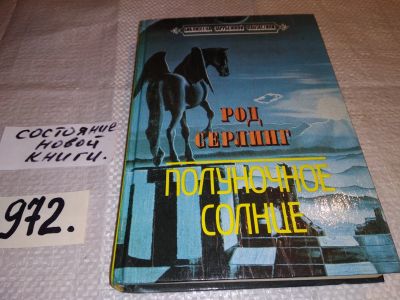 РОД
СЕРЛИНГ
ПОЛУНОЧНОЕ
СОЛНЦЕ
состояние
новой
книги.
972.